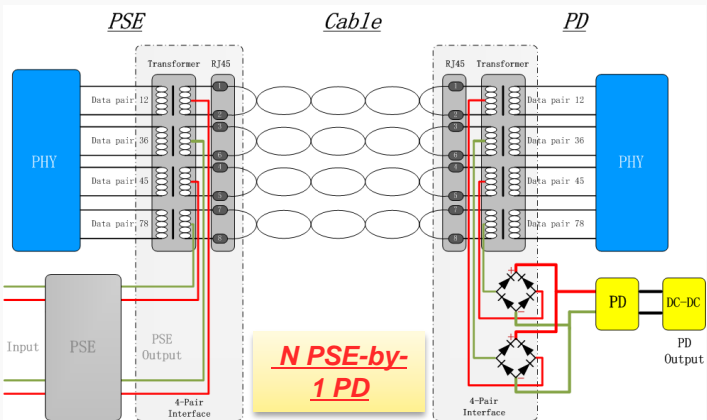 PSE Cable PD
Transformer RJ45 RJ45 Transformer
1 1
Data pair 12 Data pair 12
2 2
3 3
Data pair 36 Data pair 36
6 6
PHY PHY
4 4
Data pair 45 Data pair 45
5 5
7 7
Data pair 78 Data pair 78
8 8
+
-
PD DC-DC
Input PSE PSE
Output
PD
Output
+
-
N PSE-by-
1 PD
4-Pair
Interface
4-Pair
Interface